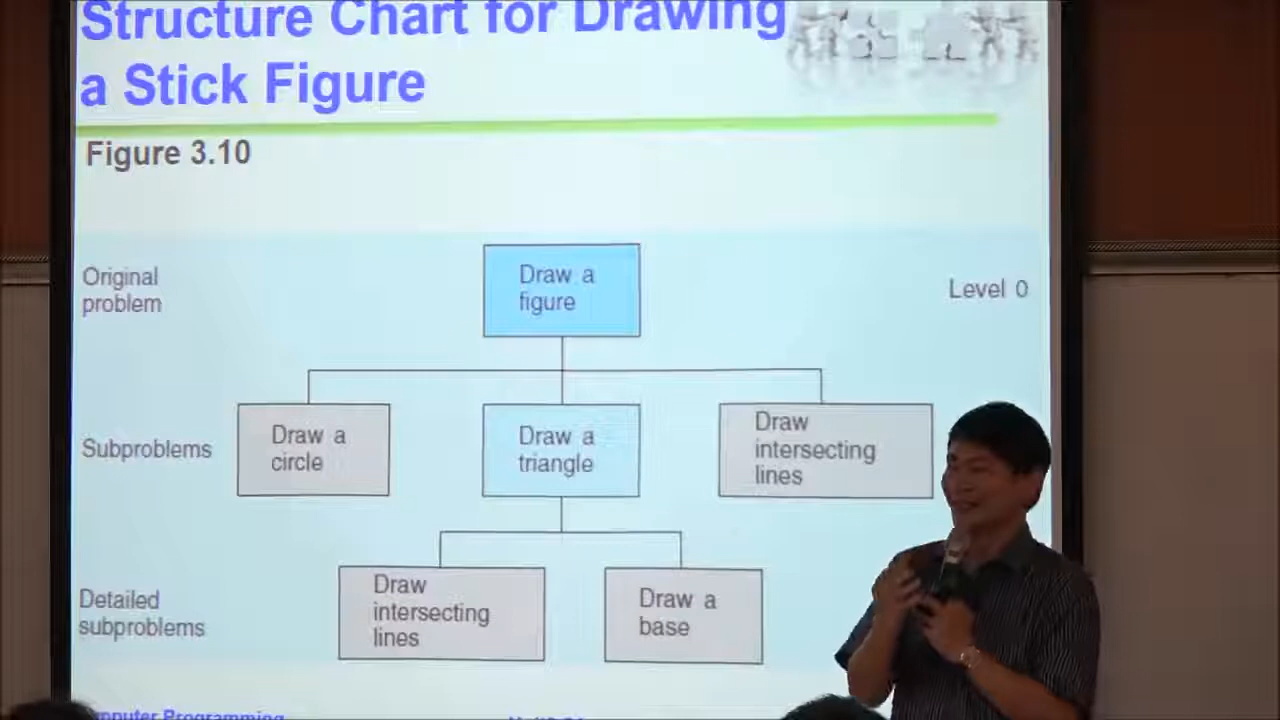 Structure Chart for Drawing
a Stick Figure
Figure 3.10
Original
problem
Draw a
figure
Level 0
Subproblems
Draw a
circle
Draw a
triangle
Draw
intersecting
lines
Detailed
subproblems
Draw
intersecting
lines
Draw a
base
Programming